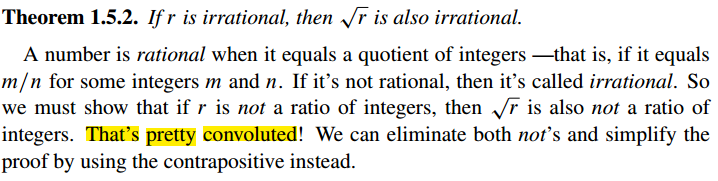 Theorem 1.5.2. If r is irrational, then √r is also irrational.
A number is rational when it equals a quotient of integers —that is, if it equals
m/n for some integers m and n. If it's not rational, then it's called irrational. So
we must show that if r is not a ratio of integers, then √r is also not a ratio of
integers. That's pretty convoluted! We can eliminate both not's and simplify the
proof by using the contrapositive instead.